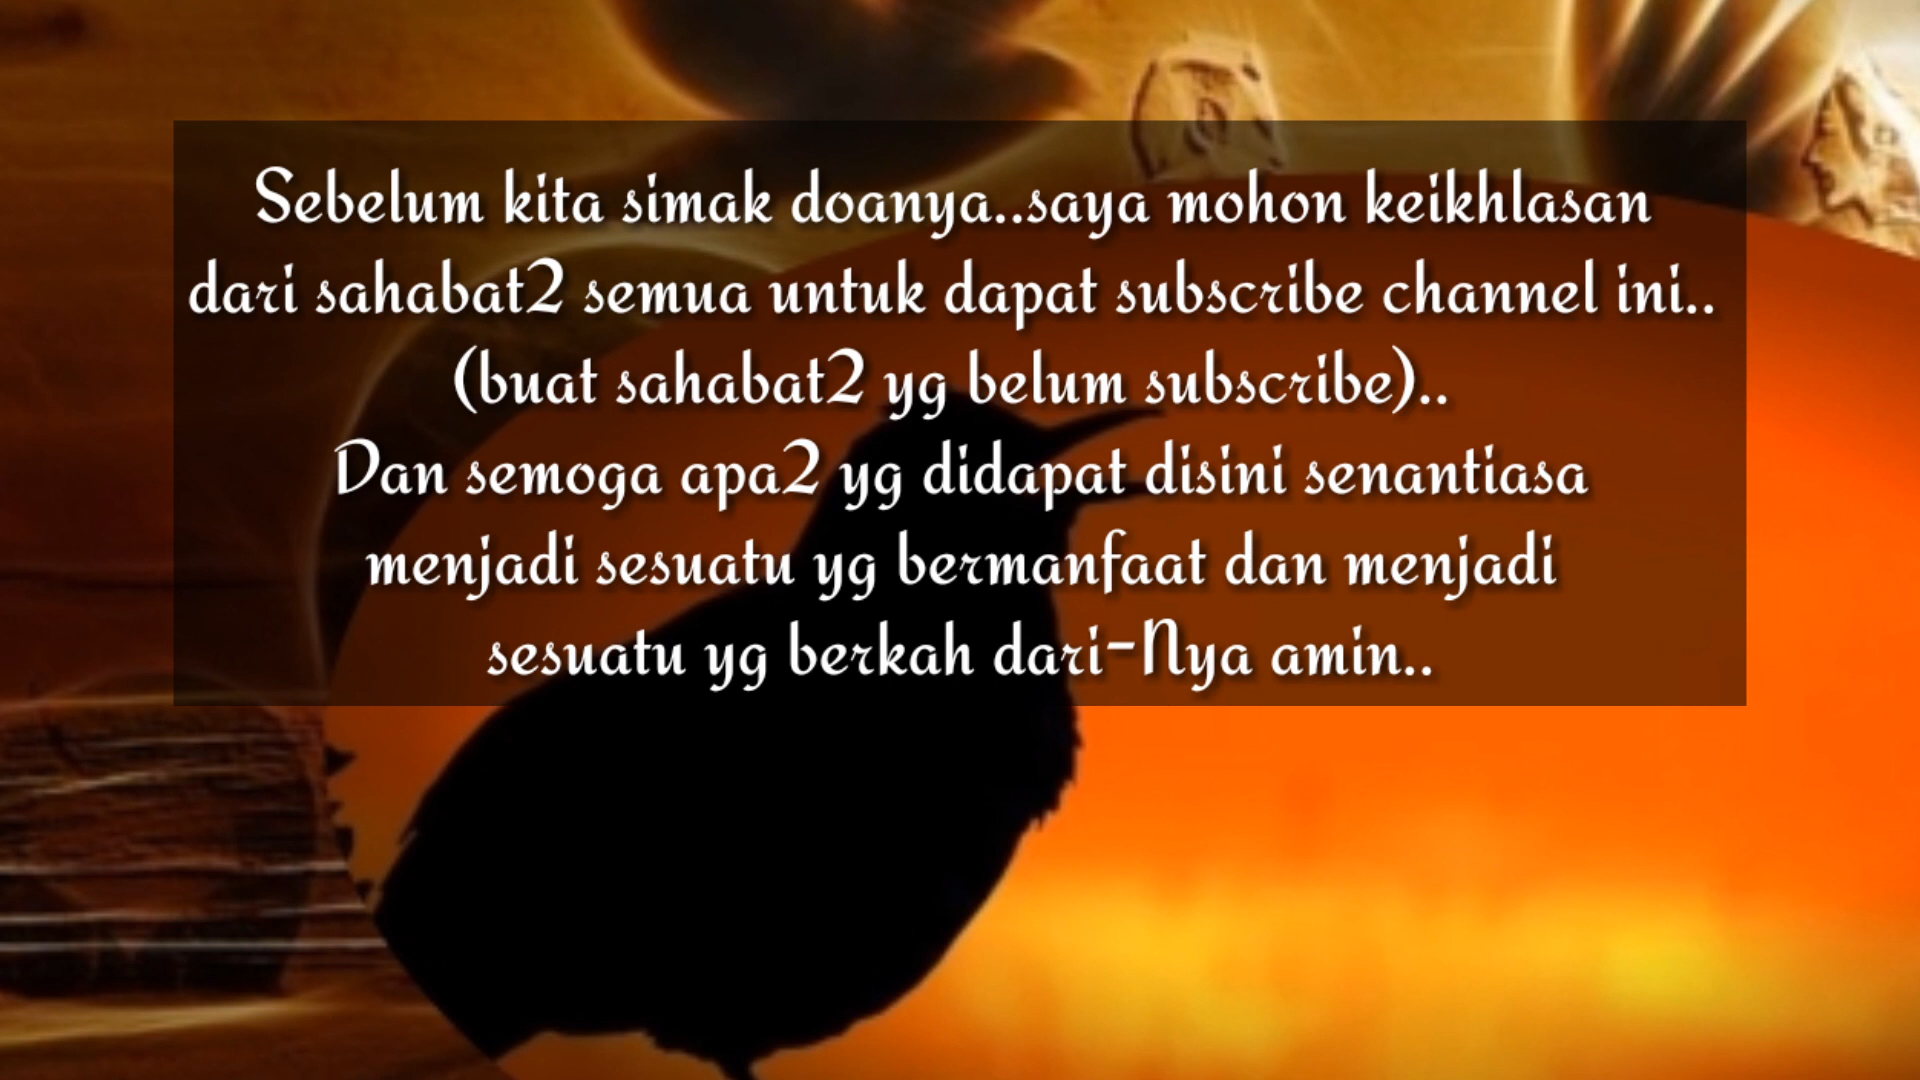 Sebelum kita simak doanya..saya mohon keikhlasan
dari sahabat2 semua untuk dapat subscribe channel ini..
(buat sahabat2 yg belum subscribe)..
Dan semoga apa2 yg didapat disini senantiasa
menjadi sesuatu yg bermanfaat dan menjadi
sesuatu yg berkah dari-Nya amin..